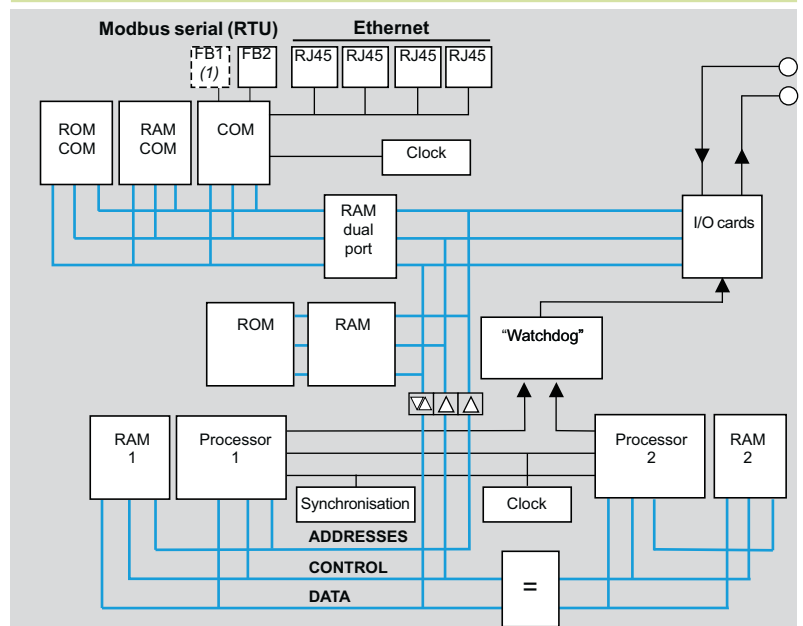 Modbus serial (RTU)
Ethernet
FB1
(1)
FB2
RJ45
RJ45
RJ45
RJ45
ROM
COM
RAM
COM
COM
Clock
RAM
dual
port
I/O cards
ROM
RAM
“Watchdog”
RAM
1
Processor
1
Processor
2
RAM
2
Synchronisation
Clock
ADDRESSES
CONTROL
=
DATA